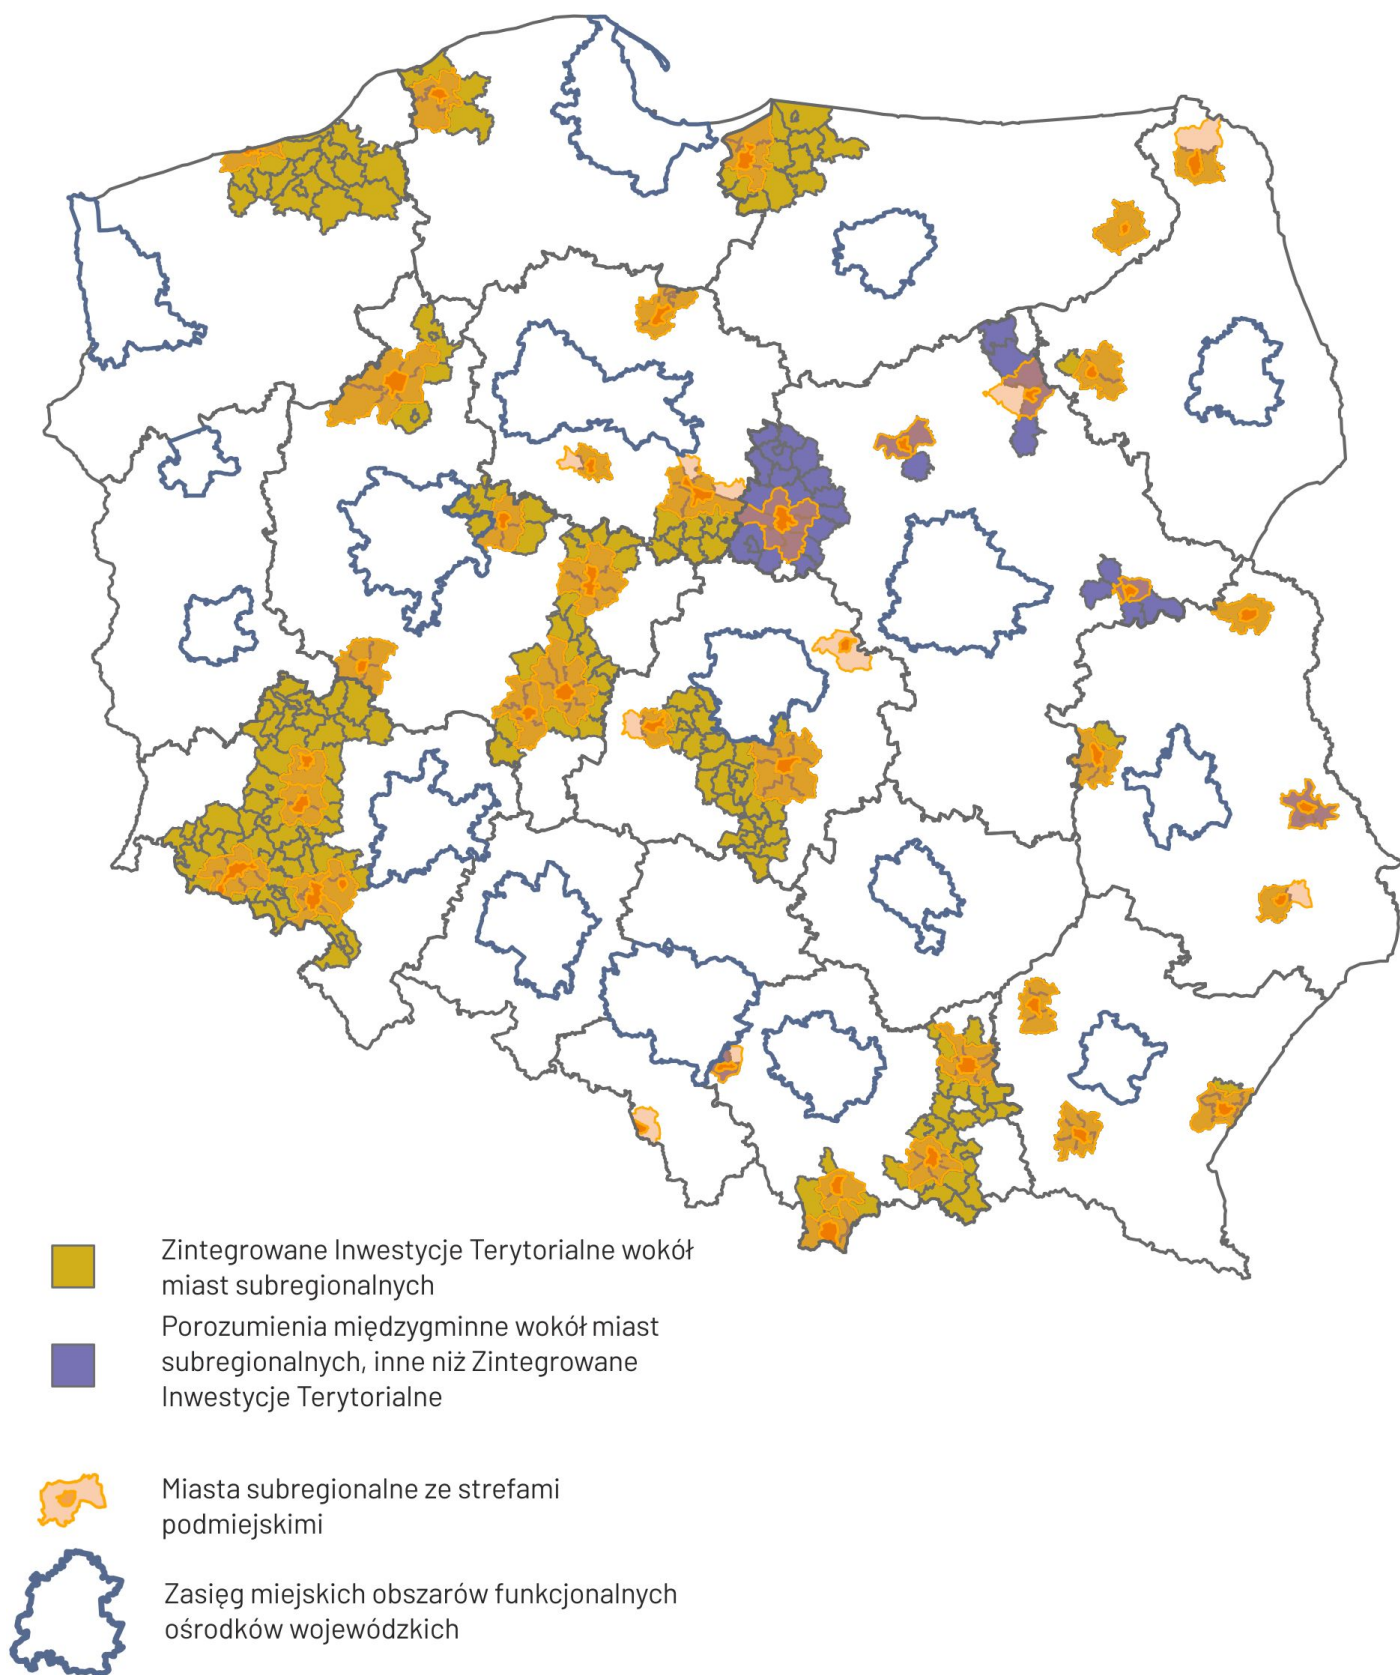 Zintegrowane Inwestycje Terytorialne wokół
miast subregionalnych
Porozumienia międzygminne wokół miast
subregionalnych, inne niż Zintegrowane
Inwestycje Terytorialne
Miasta subregionalne ze strefami
podmiejskimi
Zasięg miejskich obszarów funkcjonalnych
ośrodków wojewódzkich